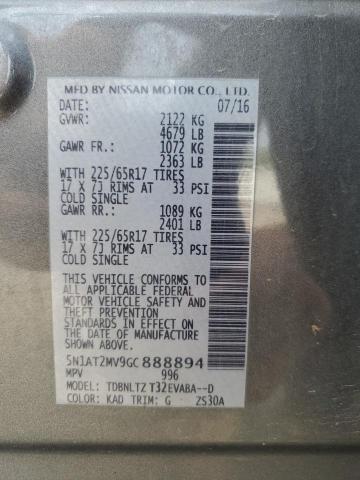 MFD BY NISSAN MOTOR CO., LTD.
DATE: 07/16
GVWR: 2122 KG
4679 LB
GAWR FR.: 1072 KG
2363 LB
WITH 225/65R17 TIRES
17 X 7J RIMS AT 33 PSI
COLD SINGLE
GAWR RR.: 1089 KG
2401 LB
WITH 225/65R17 TIRES
17 X 7J RIMS AT 33 PSI
COLD SINGLE
THIS VEHICLE CONFORMS TO
ALL APPLICABLE FEDERAL
MOTOR VEHICLE SAFETY AND
THEFT PREVENTION
STANDARDS IN EFFECT ON THE
DATE OF MANUFACTURE
SHOWN ABOVE.
5N1AT2MV9GC888894
MPV 996
MODEL: TDBNLTZ T32EVABA--D
COLOR: KAD TRIM: G ZS30A